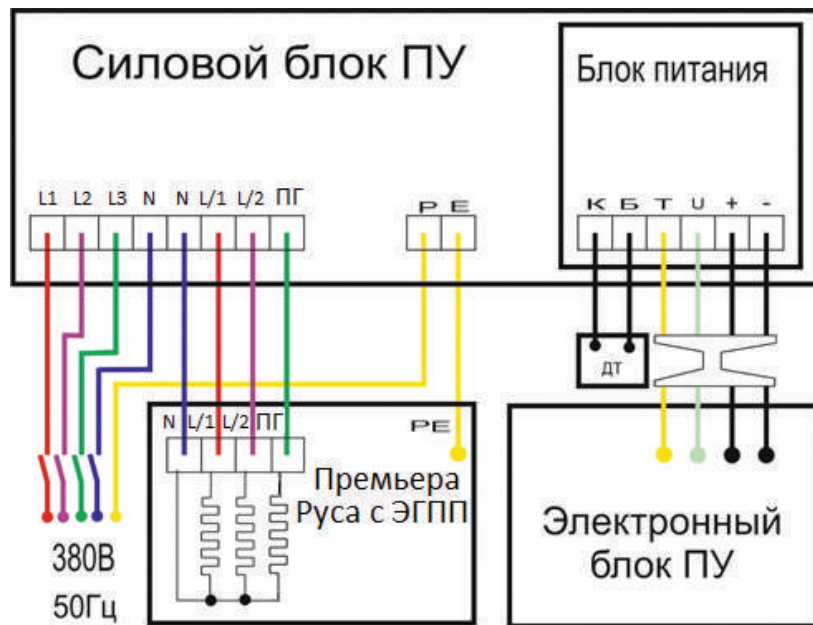 Силовой блок ПУ
Блок питания
L1 L2 L3 N N L/1 L/2 ПГ
P E
К Б Т U + -
ДТ
N L/1 L/2 ПГ
PE
Премьера
Руса с ЭГПП
Электронный
блок ПУ
380В
50Гц